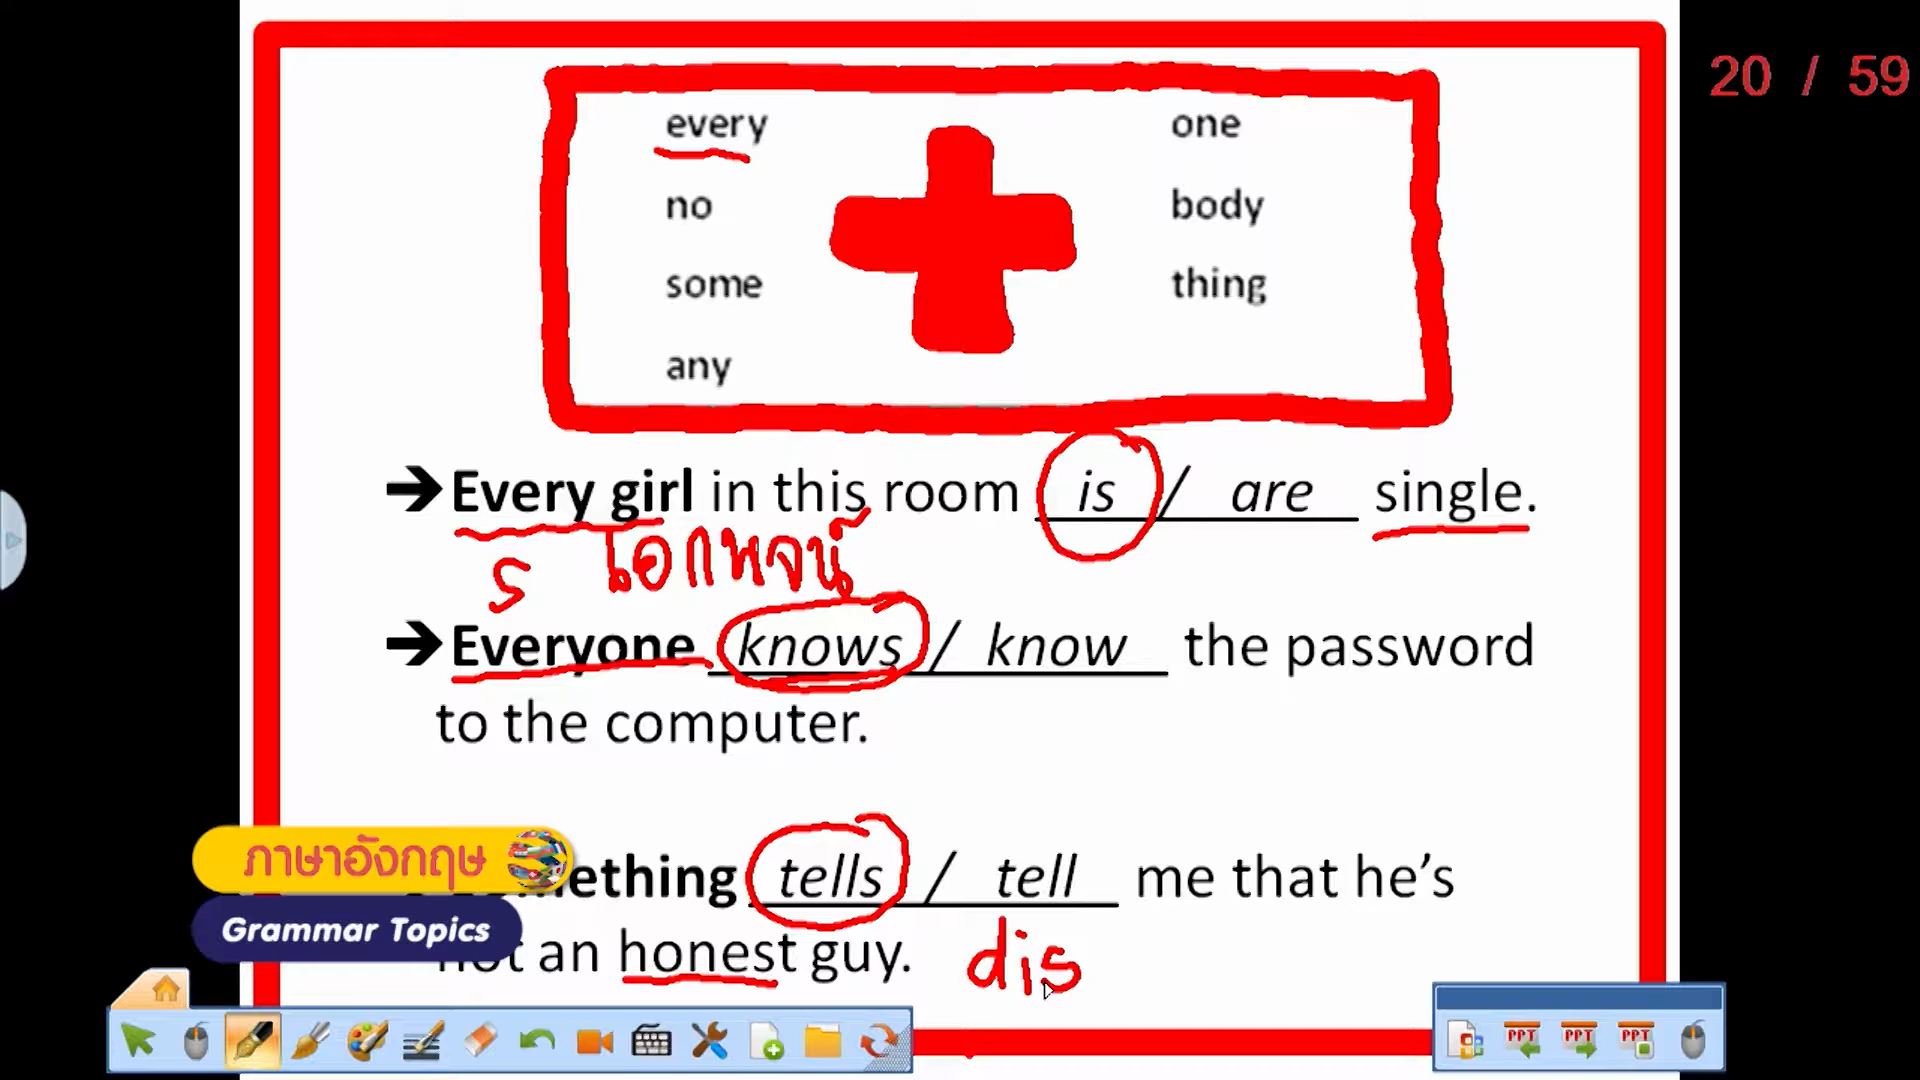 20 / 59
every one
no body
some thing
any
➔ Every girl in this room is / are single.
s เอกพจน์
➔ Everyone knows / know the password
to the computer.
ภาษาอังกฤษ
ething tells / tell me that he's
Grammar Topics
not an honest guy. dis
PPT PPT PPT